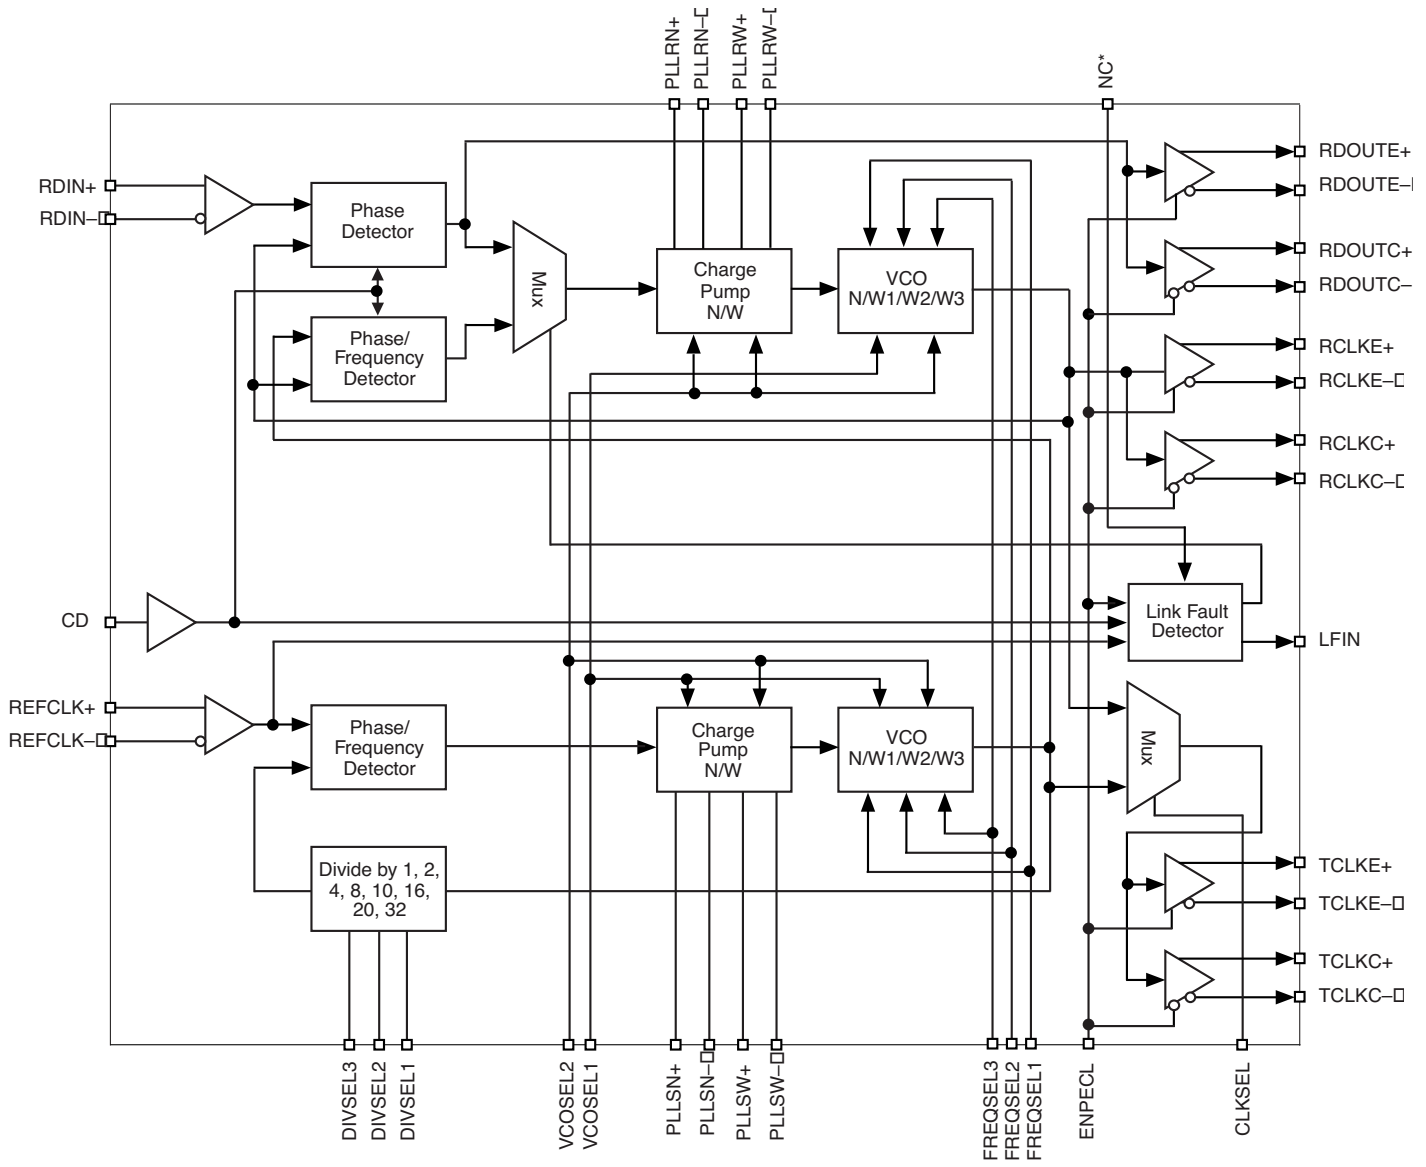 PLLRN+
PLLRN–□
PLLRW+
PLLRW–□
NC*
RDIN+
RDIN–□
Phase
Detector
Mux
Charge
Pump
N/W
VCO
N/W1/W2/W3
RDOUTE+
RDOUTE–□
RDOUTC+
RDOUTC–
Phase/
Frequency
Detector
RCLKE+
RCLKE–□
RCLKC+
RCLKC–□
CD
Link Fault
Detector
LFIN
REFCLK+
REFCLK–□
Phase/
Frequency
Detector
Charge
Pump
N/W
VCO
N/W1/W2/W3
Mux
Divide by 1, 2,
4, 8, 10, 16,
20, 32
TCLKE+
TCLKE–□
TCLKC+
TCLKC–□
DIVSEL3
DIVSEL2
DIVSEL1
VCOSEL2
VCOSEL1
PLLSN+
PLLSN–□
PLLSW+
PLLSW–□
FREQSEL3
FREQSEL2
FREQSEL1
ENPECL
CLKSEL